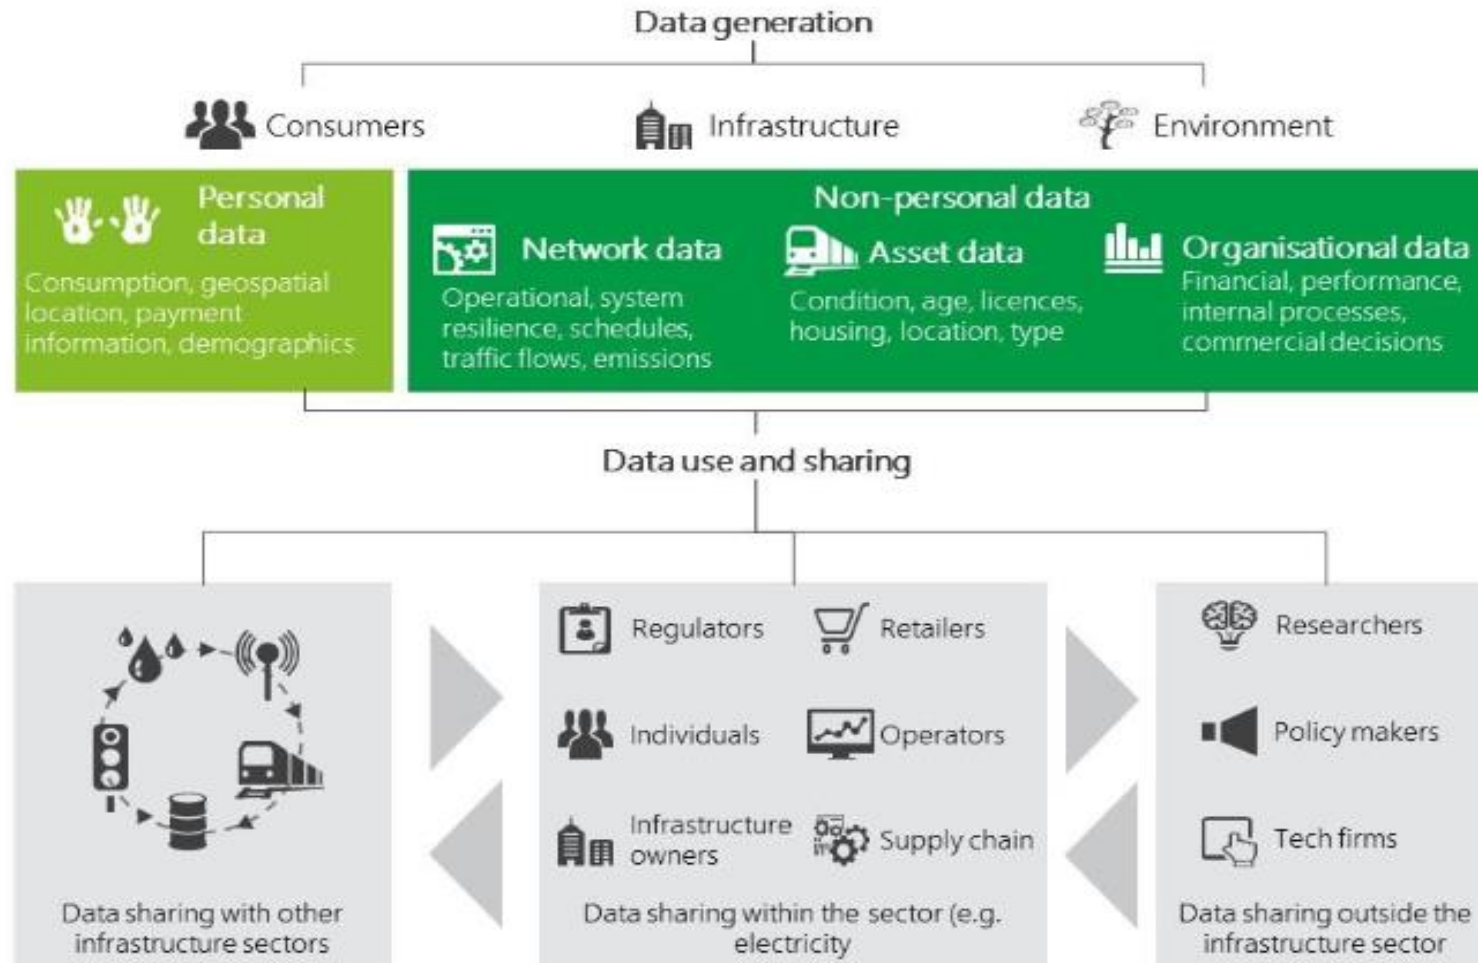 Data generation
Consumers
Infrastructure
Environment
Personal
data
Consumption, geospatial
location, payment
information, demographics
Non-personal data
Network data
Operational, system
resilience, schedules,
traffic flows, emissions
Asset data
Condition, age, licences,
housing, location, type
Organisational data
Financial, performance,
internal processes,
commercial decisions
Data use and sharing
Data sharing with other
infrastructure sectors
Regulators
Retailers
Individuals
Operators
Infrastructure
owners
Supply chain
Data sharing within the sector (e.g.
electricity
Researchers
Policy makers
Tech firms
Data sharing outside the
infrastructure sector